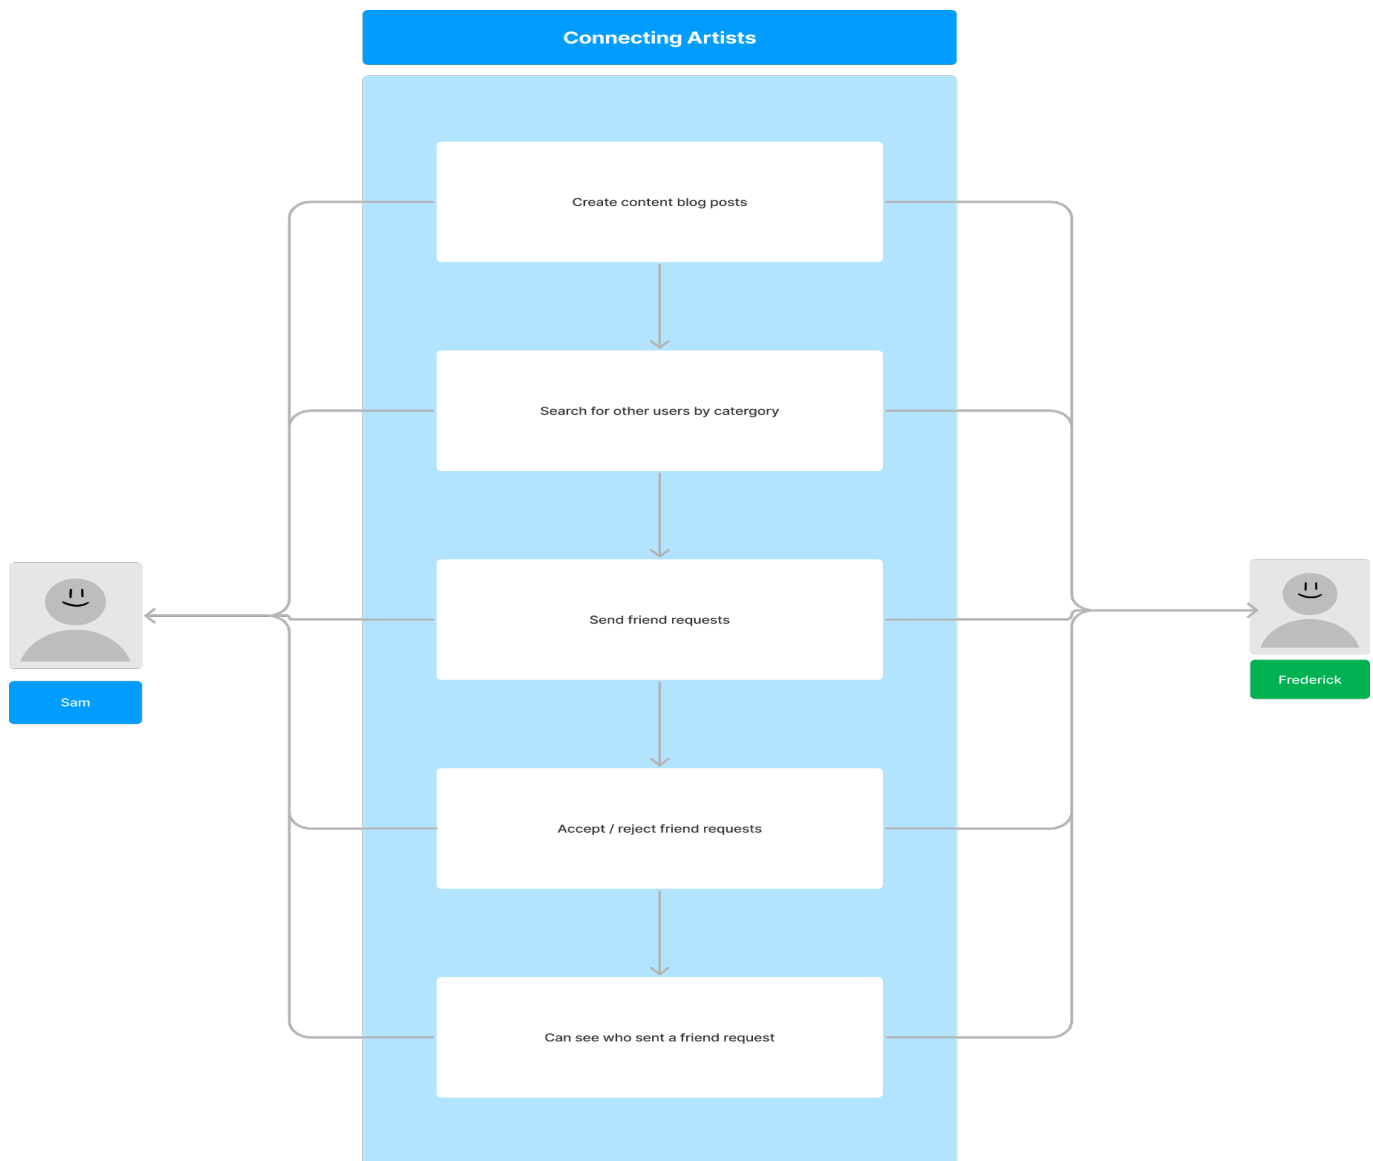 Connecting Artists
Create content blog posts
Search for other users by catergory
Send friend requests
Sam
Frederick
Accept / reject friend requests
Can see who sent a friend request